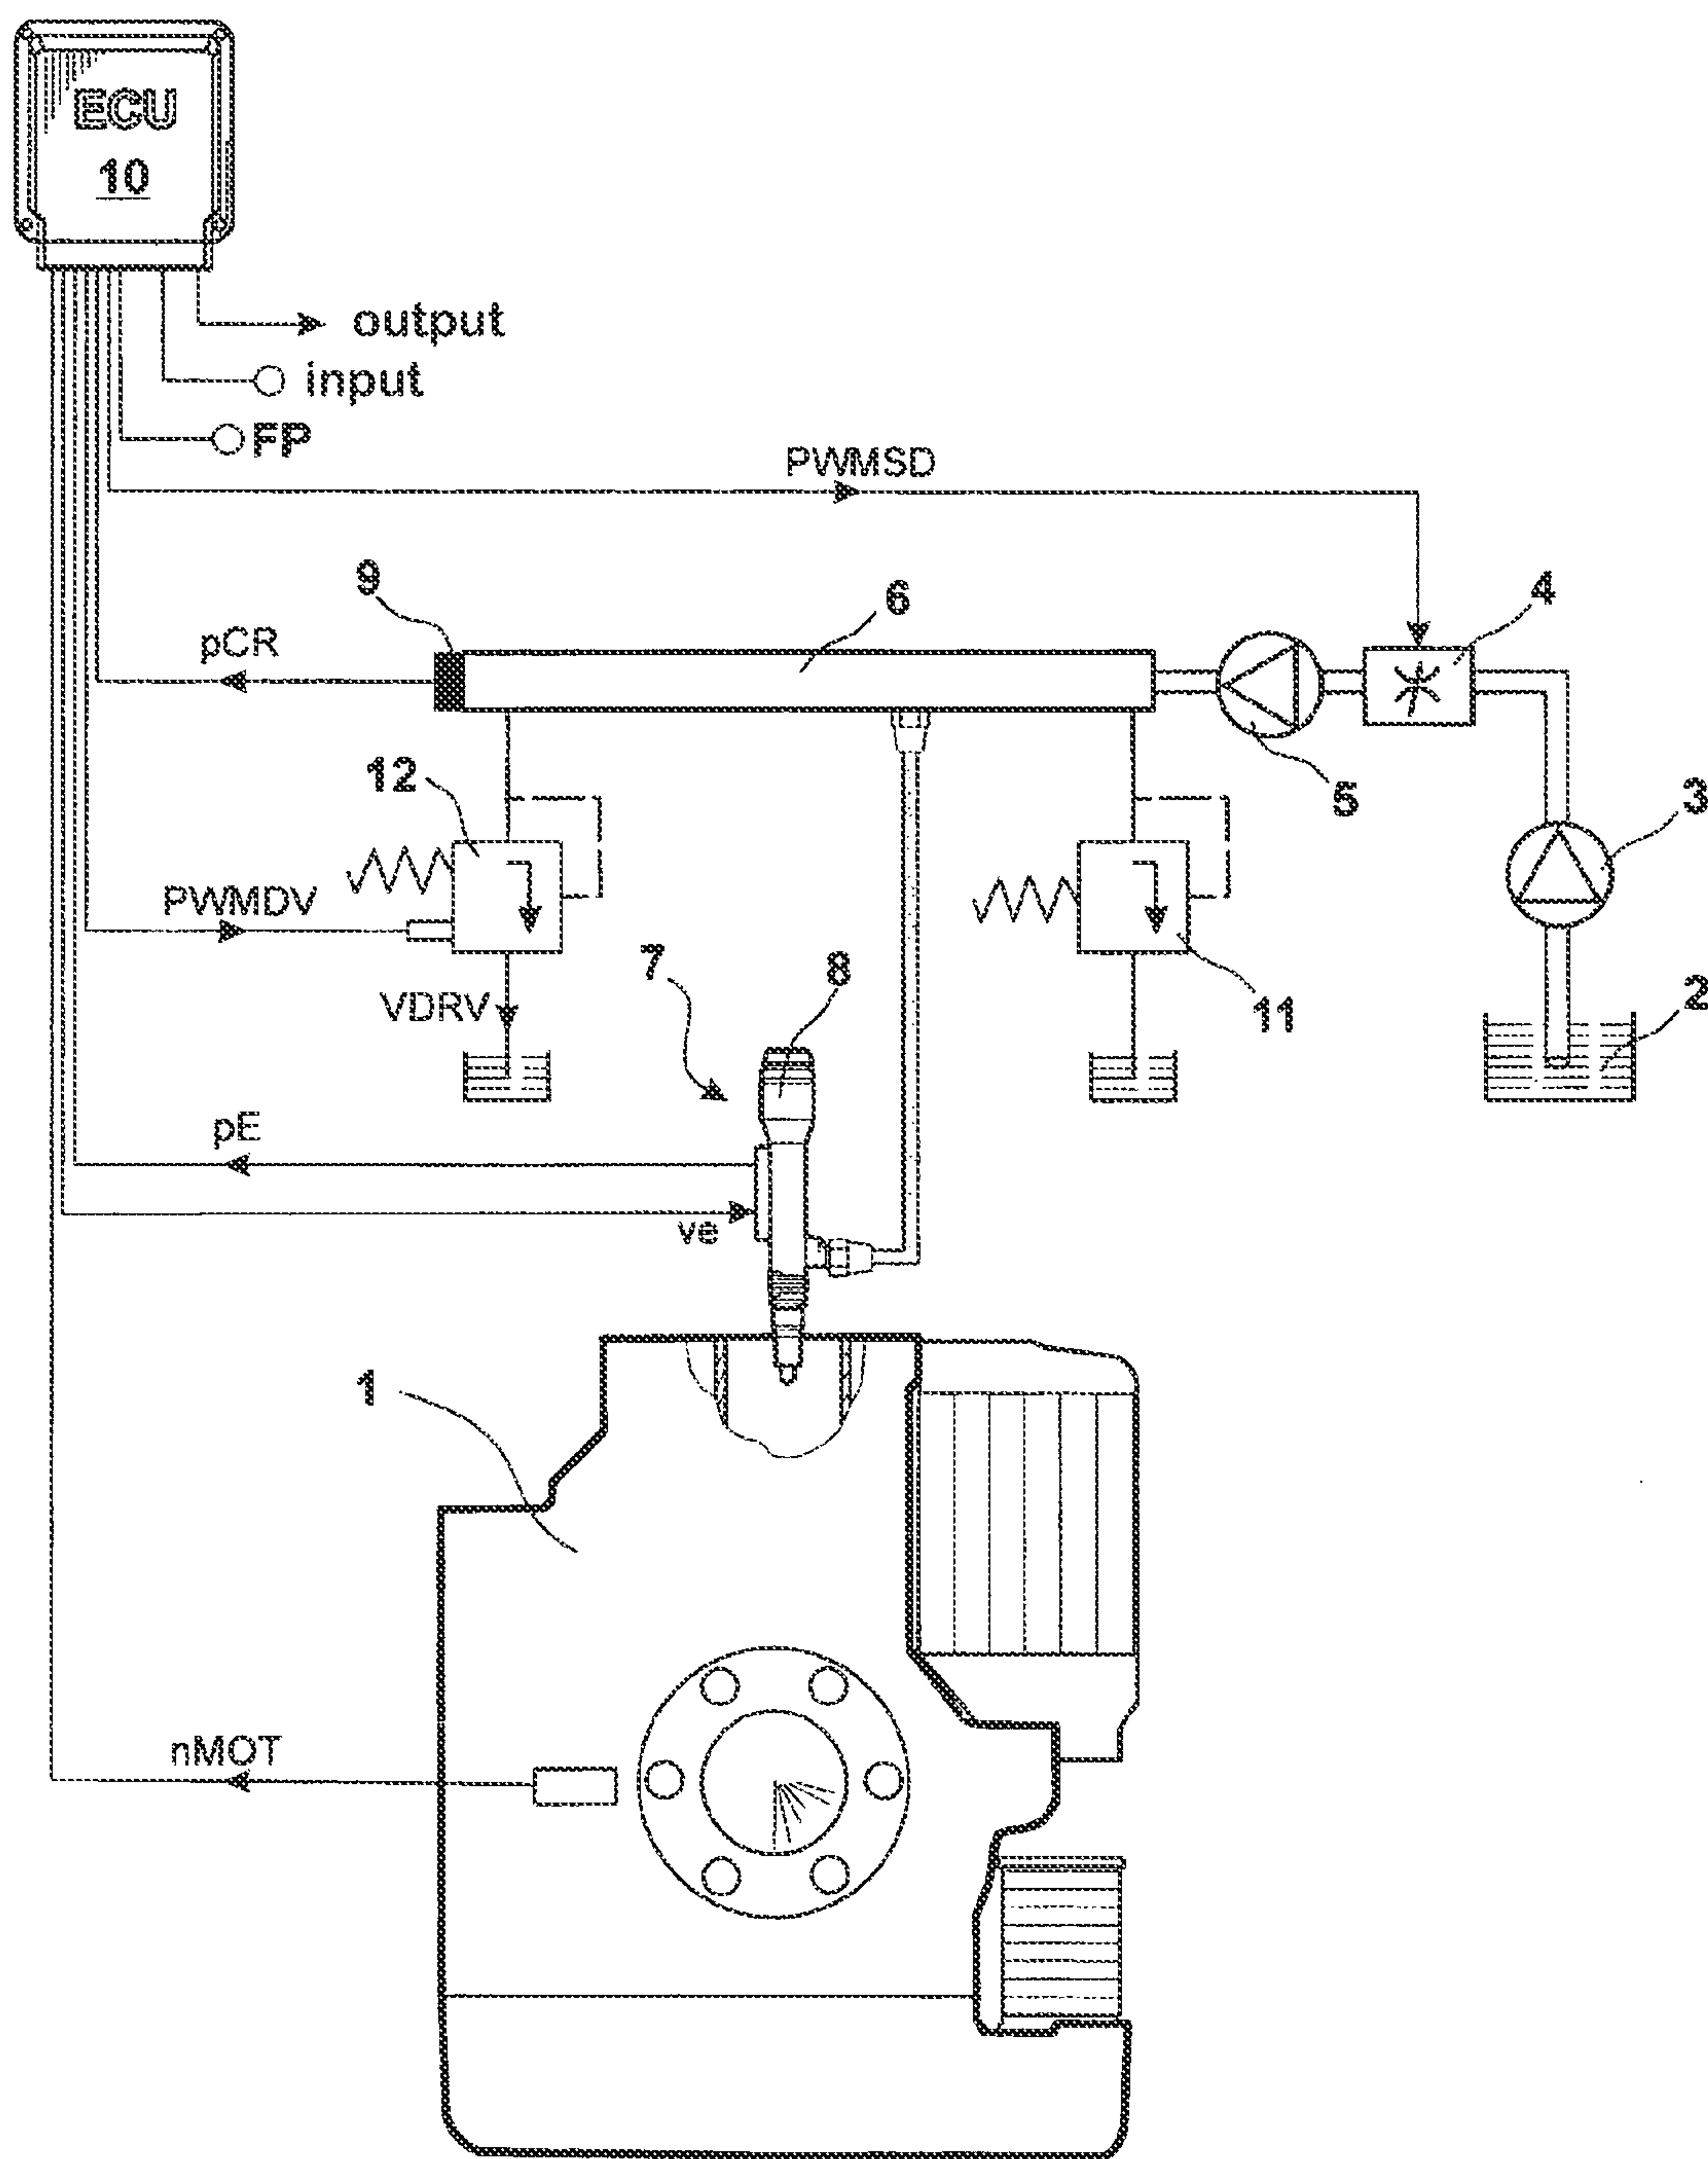 ECU
10
output
input
FP
PWMSD
9
6
4
pCR
12
5
3
PWMDV
7
8
VDRV
11
2
pE
ve
1
nMOT